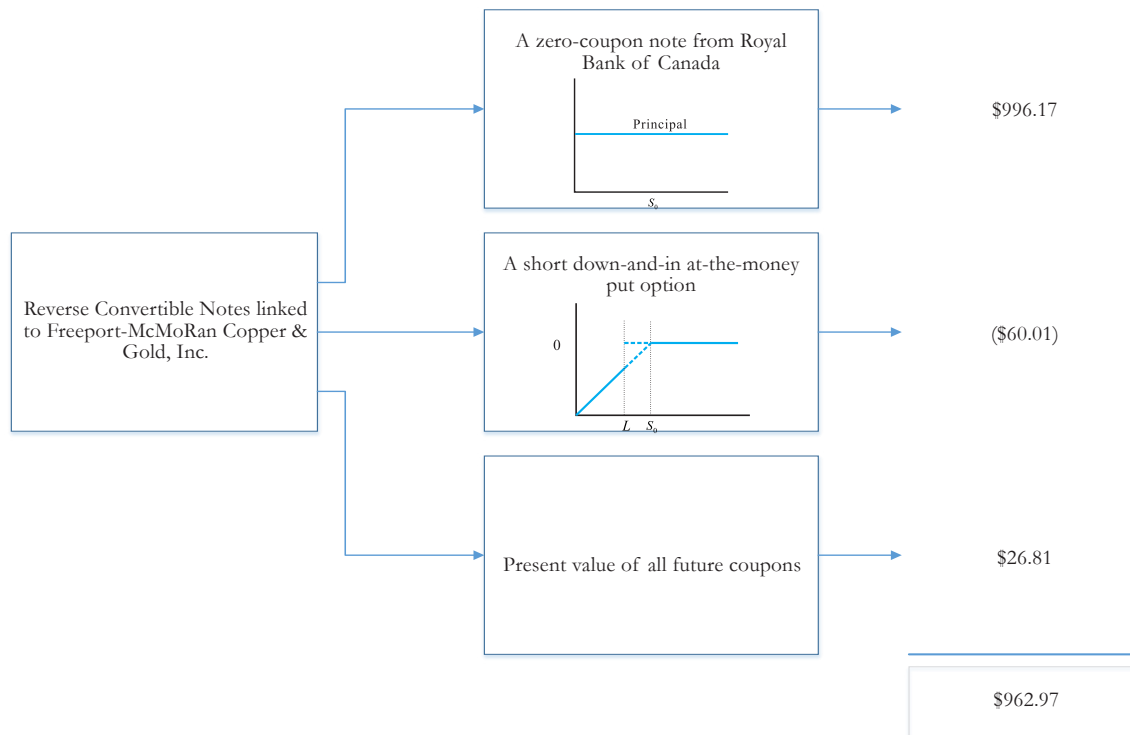 A zero-coupon note from Royal
Bank of Canada
Principal
S₀
$996.17
Reverse Convertible Notes linked
to Freeport-McMoRan Copper &
Gold, Inc.
A short down-and-in at-the-money
put option
0
L S₀
($60.01)
Present value of all future coupons
$26.81
$962.97